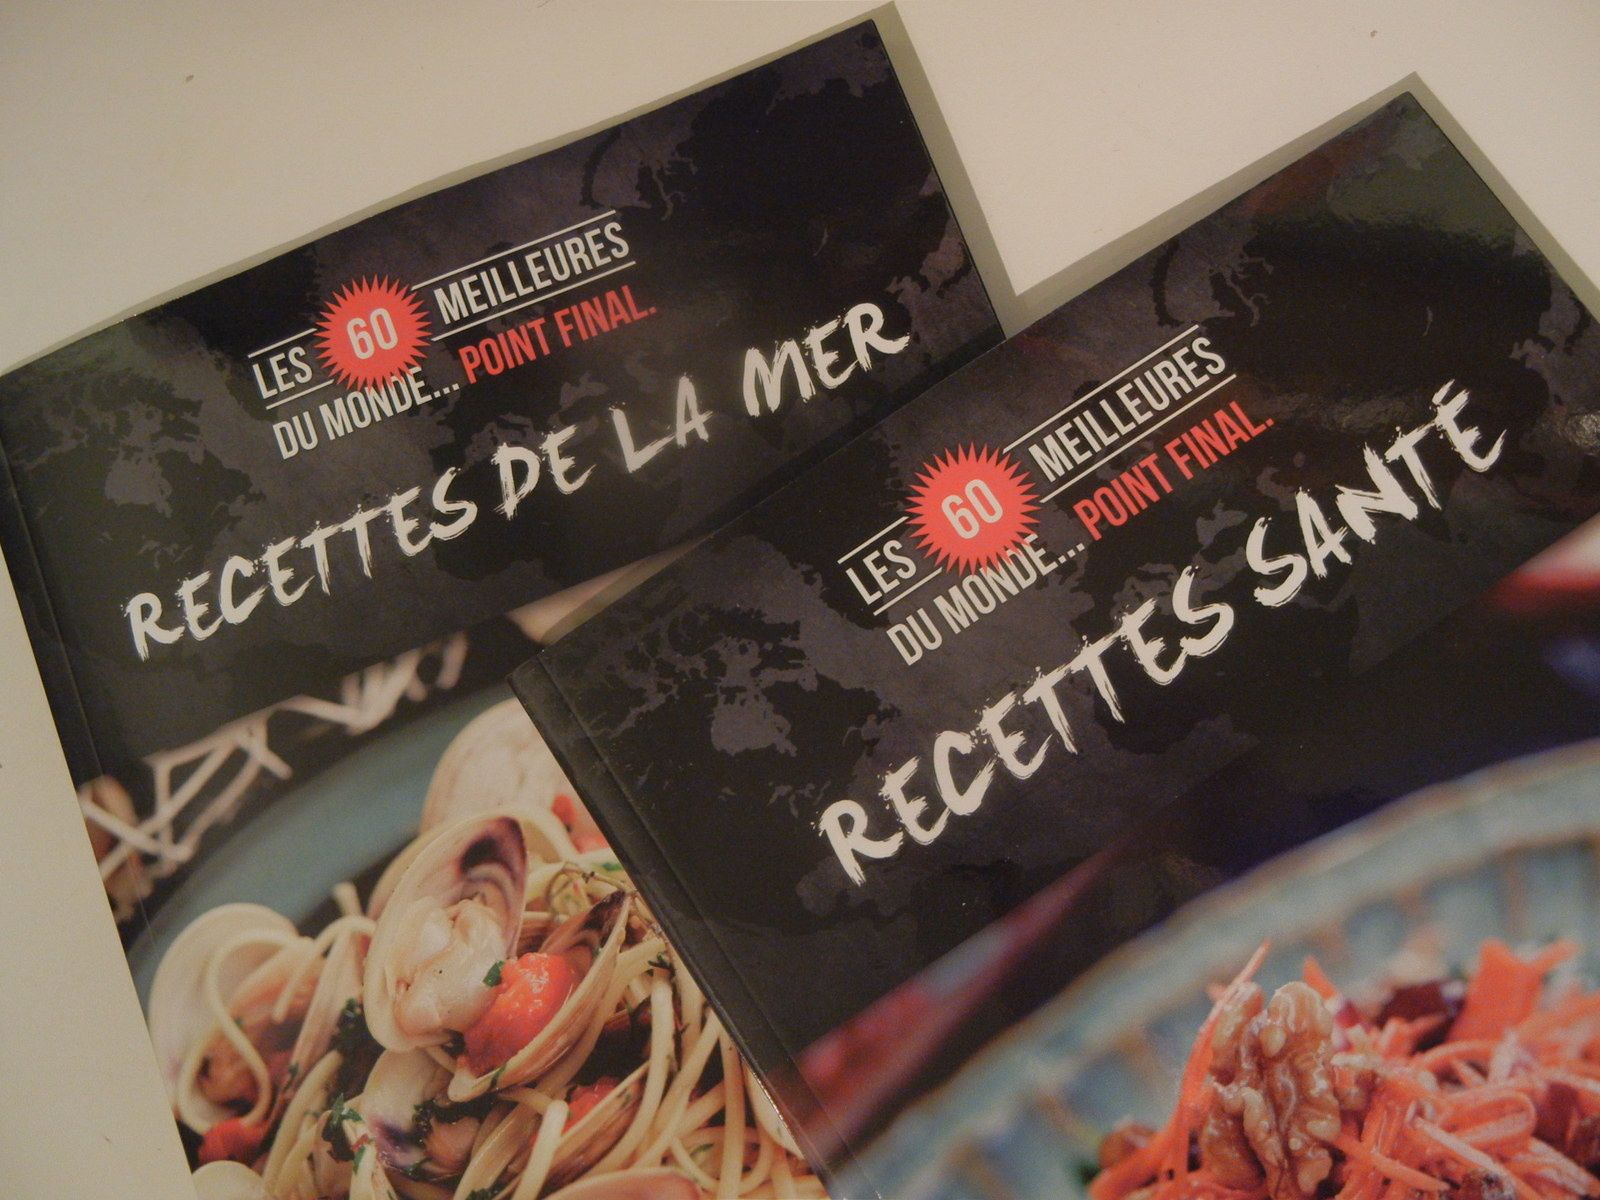 LES 60 MEILLEURES
DU MONDE... POINT FINAL.
RECETTES DE LA MER
LES 60 MEILLEURES
DU MONDE... POINT FINAL.
RECETTES SANTÉ